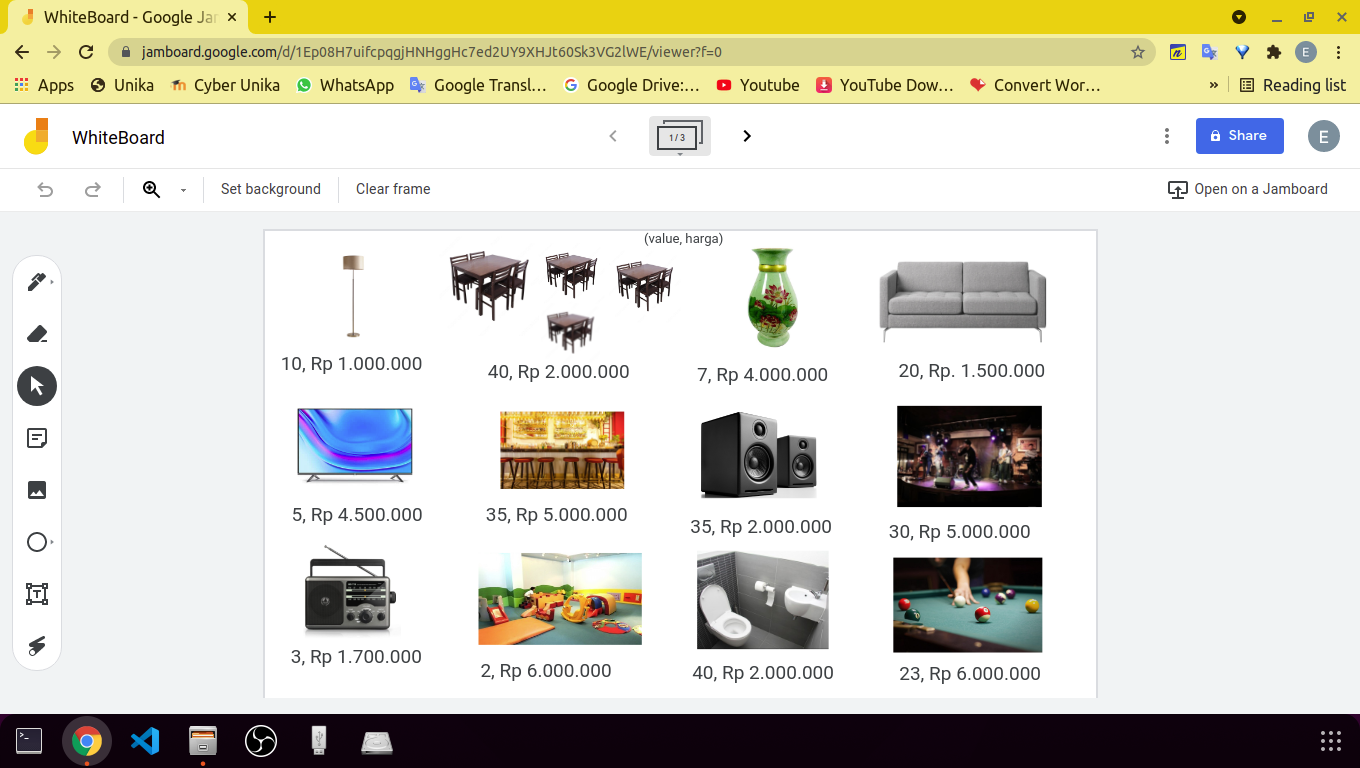 WhiteBoard - Google Jar
jamboard.google.com/d/1Ep08H7uifcpqgjHNHggHc7ed2UY9XHJt60Sk3VG2lWE/viewer?f=0
E
Apps Unika Cyber Unika WhatsApp Google Transl… Google Drive:… Youtube YouTube Dow… Convert Wor… » Reading list
WhiteBoard 1 / 3 Share E
Set background Clear frame Open on a Jamboard
(value, harga)
10, Rp 1.000.000
40, Rp 2.000.000
7, Rp 4.000.000
20, Rp. 1.500.000
5, Rp 4.500.000
35, Rp 5.000.000
35, Rp 2.000.000
30, Rp 5.000.000
3, Rp 1.700.000
2, Rp 6.000.000
40, Rp 2.000.000
23, Rp 6.000.000